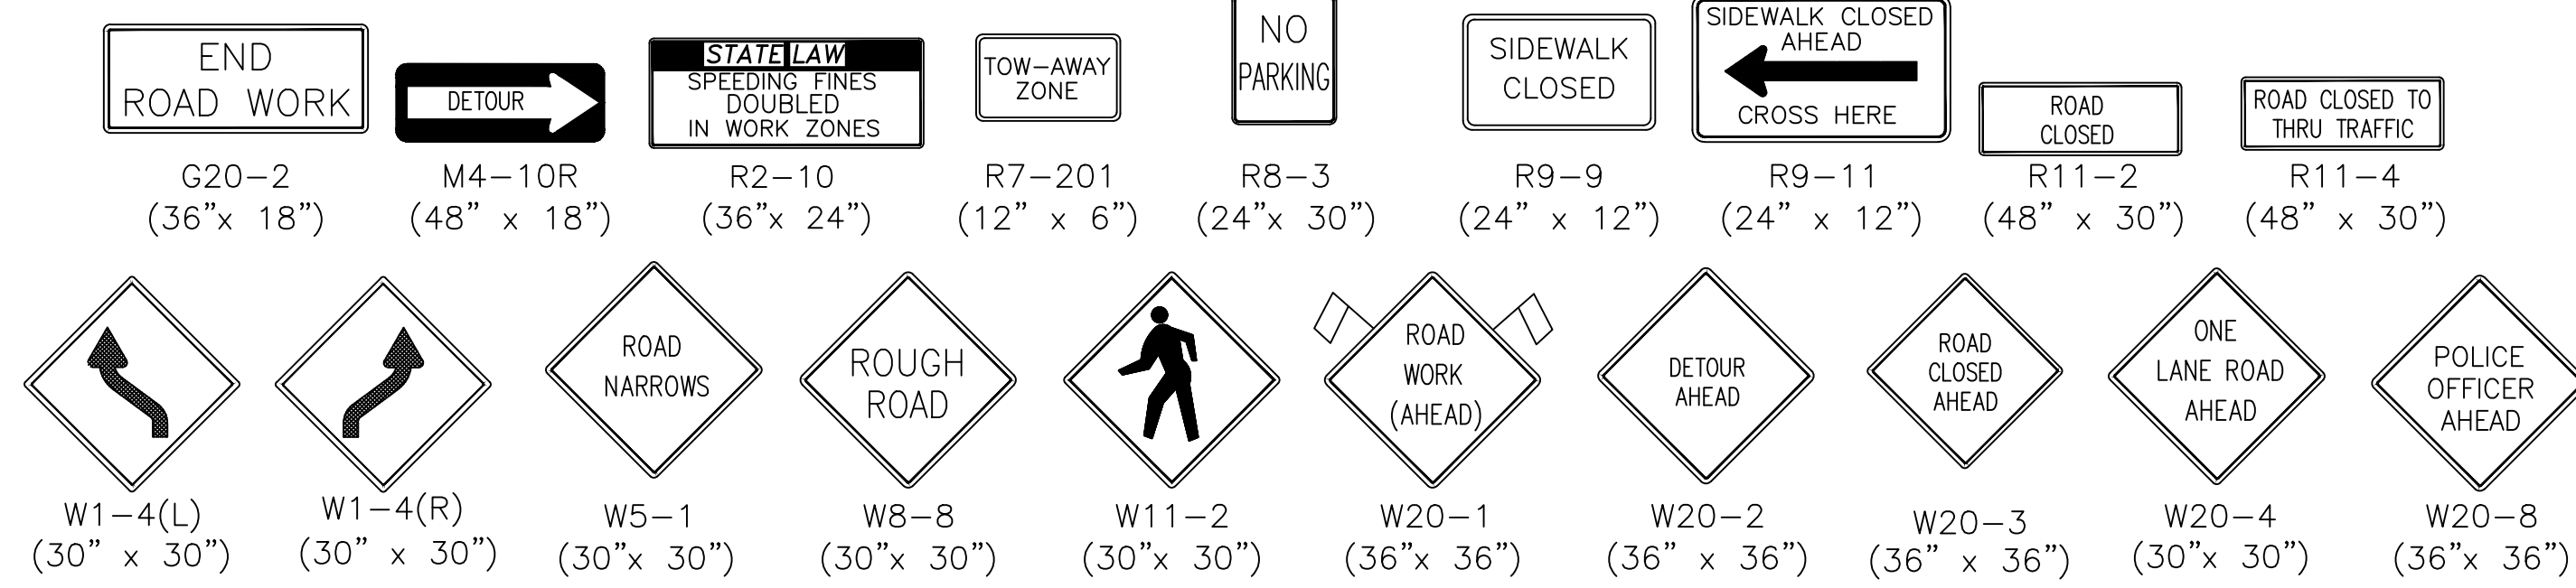 END
ROAD WORK
G20-2
(36"x 18")
DETOUR
M4-10R
(48" x 18")
STATE LAW
SPEEDING FINES
DOUBLED
IN WORK ZONES
R2-10
(36"x 24")
TOW-AWAY
ZONE
R7-201
(12" x 6")
NO
PARKING
R8-3
(24"x 30")
SIDEWALK
CLOSED
R9-9
(24" x 12")
SIDEWALK CLOSED
AHEAD
CROSS HERE
R9-11
(24" x 12")
ROAD
CLOSED
R11-2
(48" x 30")
ROAD CLOSED TO
THRU TRAFFIC
R11-4
(48" x 30")
W1-4(L)
(30" x 30")
W1-4(R)
(30" x 30")
ROAD
NARROWS
W5-1
(30"x 30")
ROUGH
ROAD
W8-8
(30"x 30")
W11-2
(30"x 30")
ROAD
WORK
(AHEAD)
W20-1
(36"x 36")
DETOUR
AHEAD
W20-2
(36" x 36")
ROAD
CLOSED
AHEAD
W20-3
(36" x 36")
ONE
LANE ROAD
AHEAD
W20-4
(30"x 30")
POLICE
OFFICER
AHEAD
W20-8
(36"x 36")